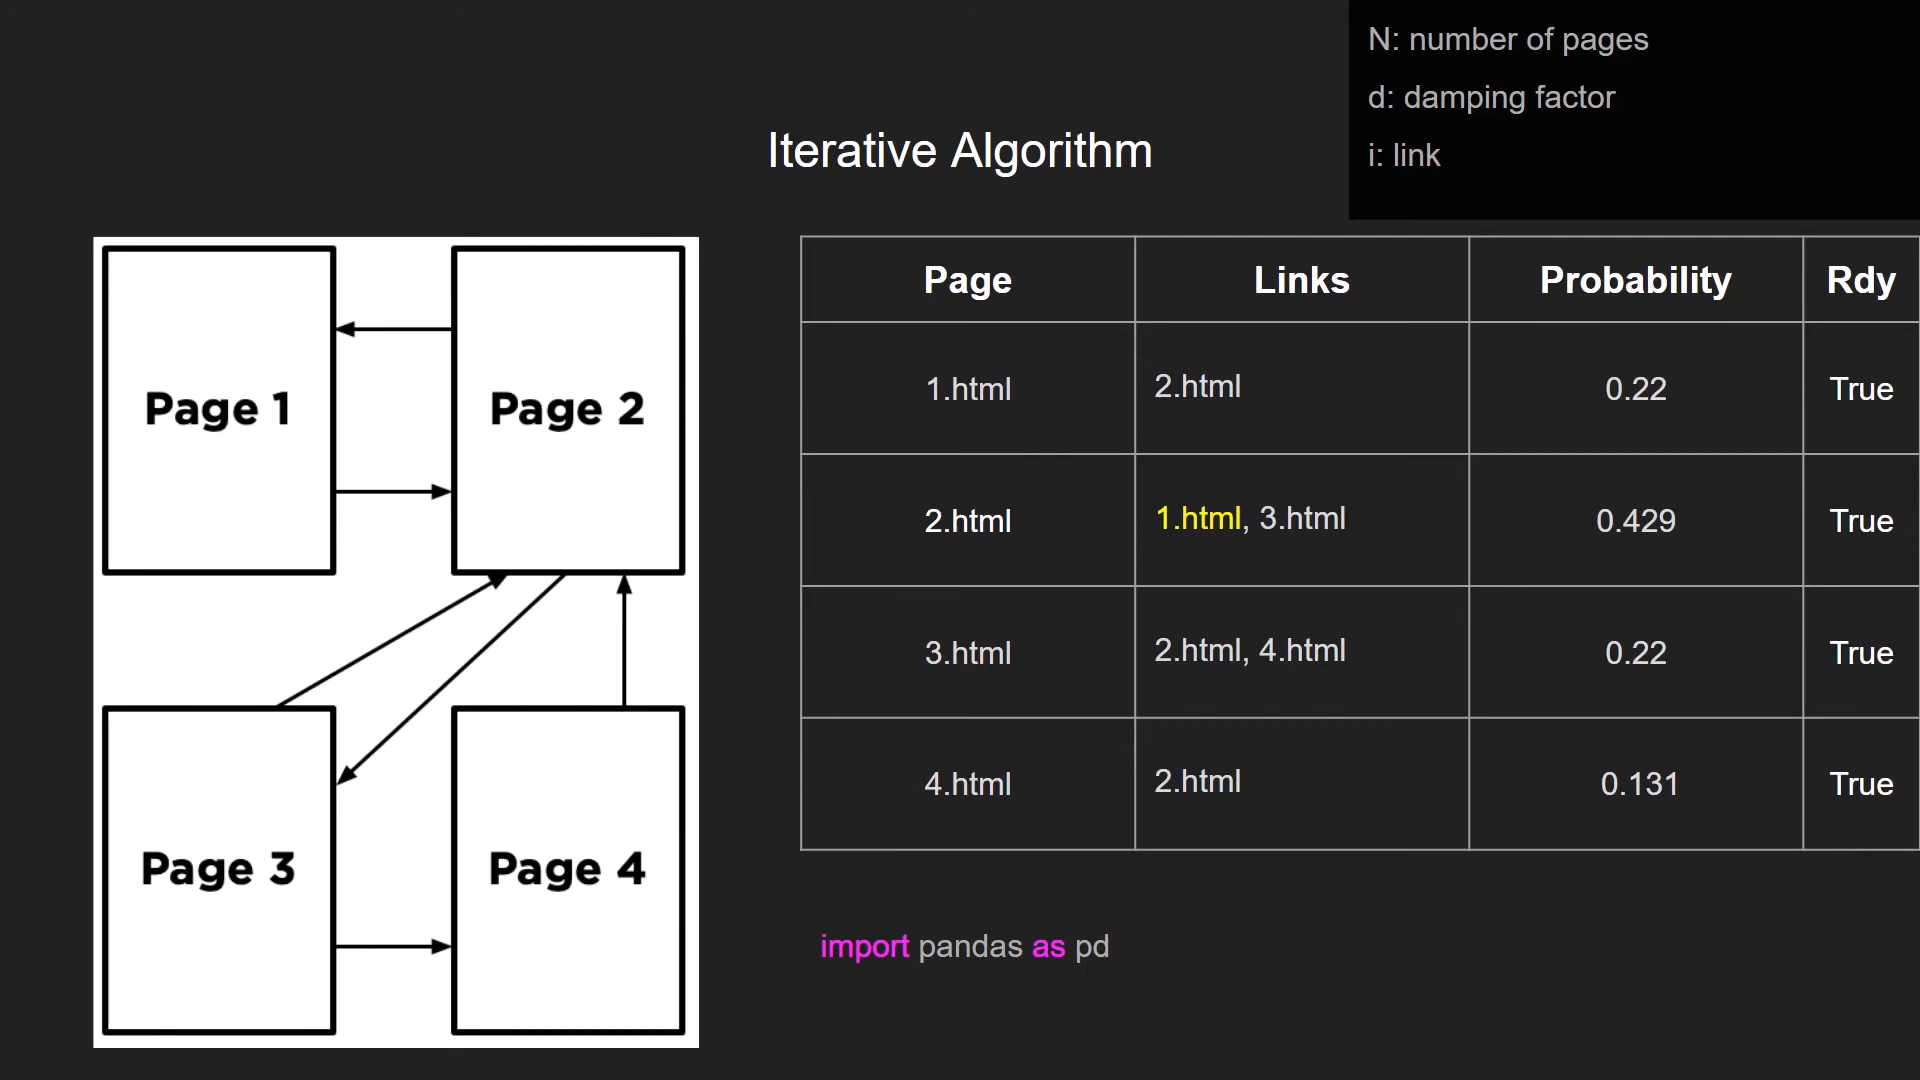 N: number of pages
d: damping factor
i: link
Iterative Algorithm
Page 1
Page 2
Page 3
Page 4
Page Links Probability Rdy
1.html 2.html 0.22 True
2.html 1.html, 3.html 0.429 True
3.html 2.html, 4.html 0.22 True
4.html 2.html 0.131 True
import pandas as pd